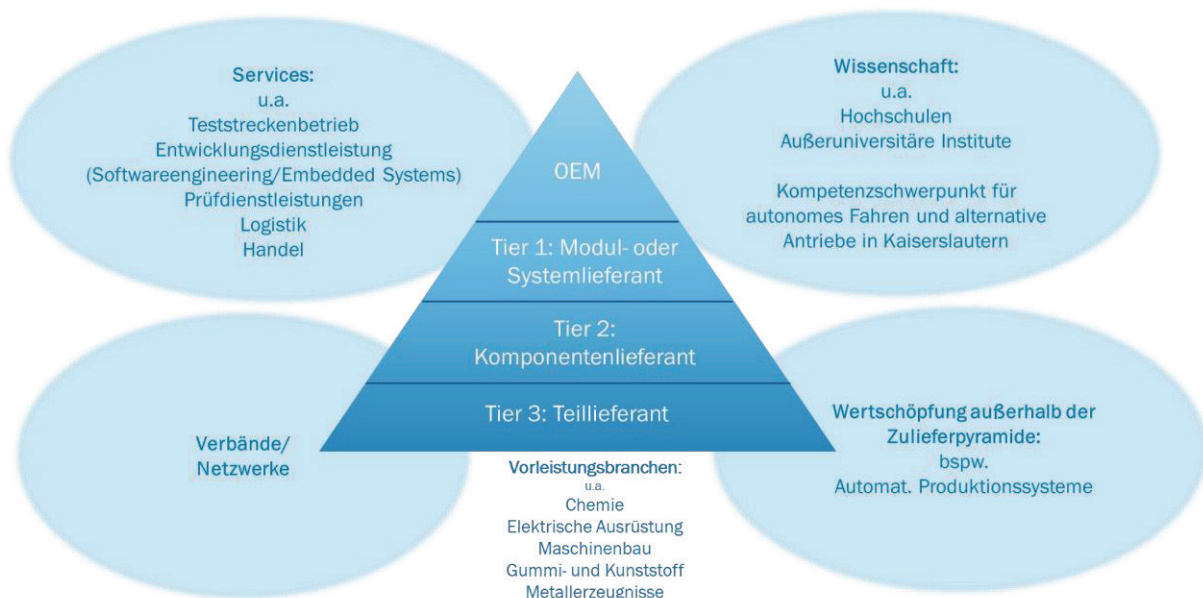 Services:
u.a.
Teststreckenbetrieb
Entwicklungsdienstleistung
(Softwareengineering/Embedded Systems)
Prüfdienstleistungen
Logistik
Handel
Wissenschaft:
u.a.
Hochschulen
Außeruniversitäre Institute
Kompetenzschwerpunkt für
autonomes Fahren und alternative
Antriebe in Kaiserslautern
OEM
Tier 1: Modul- oder
Systemlieferant
Tier 2:
Komponentenlieferant
Tier 3: Teillieferant
Verbände/
Netzwerke
Wertschöpfung außerhalb der
Zulieferpyramide:
bspw.
Automat. Produktionssysteme
Vorleistungsbranchen:
u.a.
Chemie
Elektrische Ausrüstung
Maschinenbau
Gummi- und Kunststoff
Metallerzeugnisse